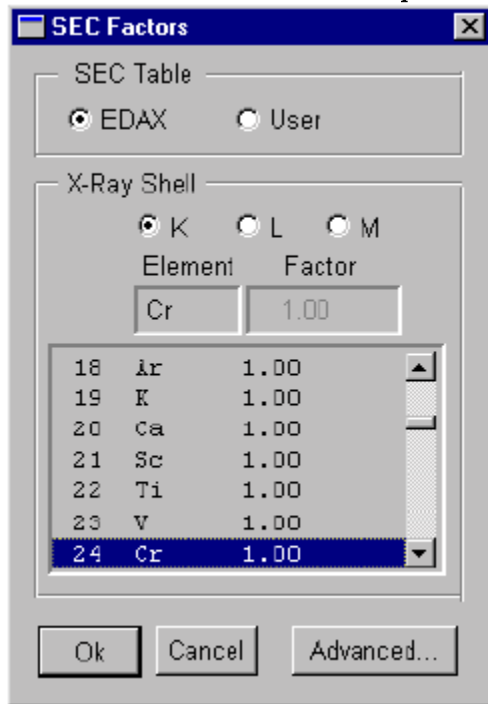 SEC Factors
SEC Table
EDAX User
X-Ray Shell
K L M
Element Factor
Cr 1.00
18 Ar 1.00
19 K 1.00
20 Ca 1.00
21 Sc 1.00
22 Ti 1.00
23 V 1.00
24 Cr 1.00
Ok Cancel Advanced...